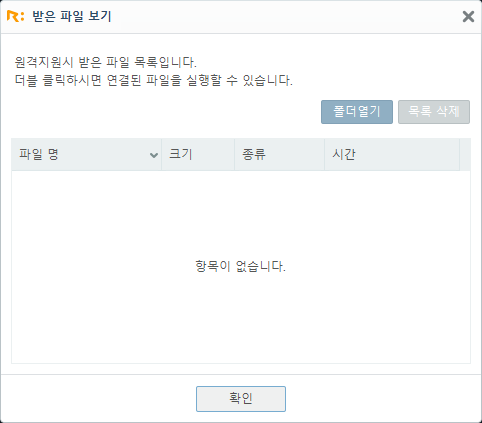 받은 파일 보기
원격지원시 받은 파일 목록입니다.
더블 클릭하시면 연결된 파일을 실행할 수 있습니다.
폴더열기 목록 삭제
파일 명 크기 종류 시간
항목이 없습니다.
확인